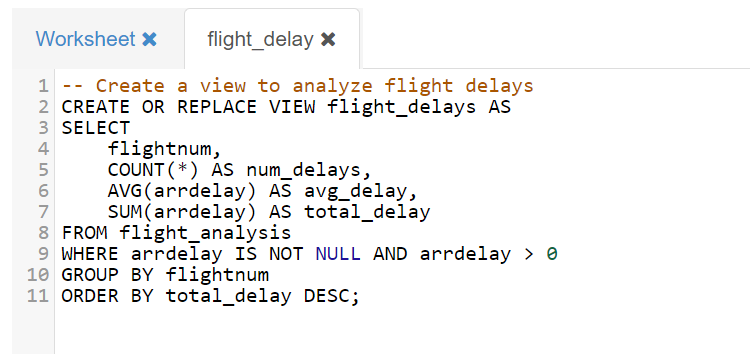 Worksheet ✖ flight_delay ✖
1 -- Create a view to analyze flight delays
2 CREATE OR REPLACE VIEW flight_delays AS
3 SELECT
4     flightnum,
5     COUNT(*) AS num_delays,
6     AVG(arrdelay) AS avg_delay,
7     SUM(arrdelay) AS total_delay
8 FROM flight_analysis
9 WHERE arrdelay IS NOT NULL AND arrdelay > 0
10 GROUP BY flightnum
11 ORDER BY total_delay DESC;